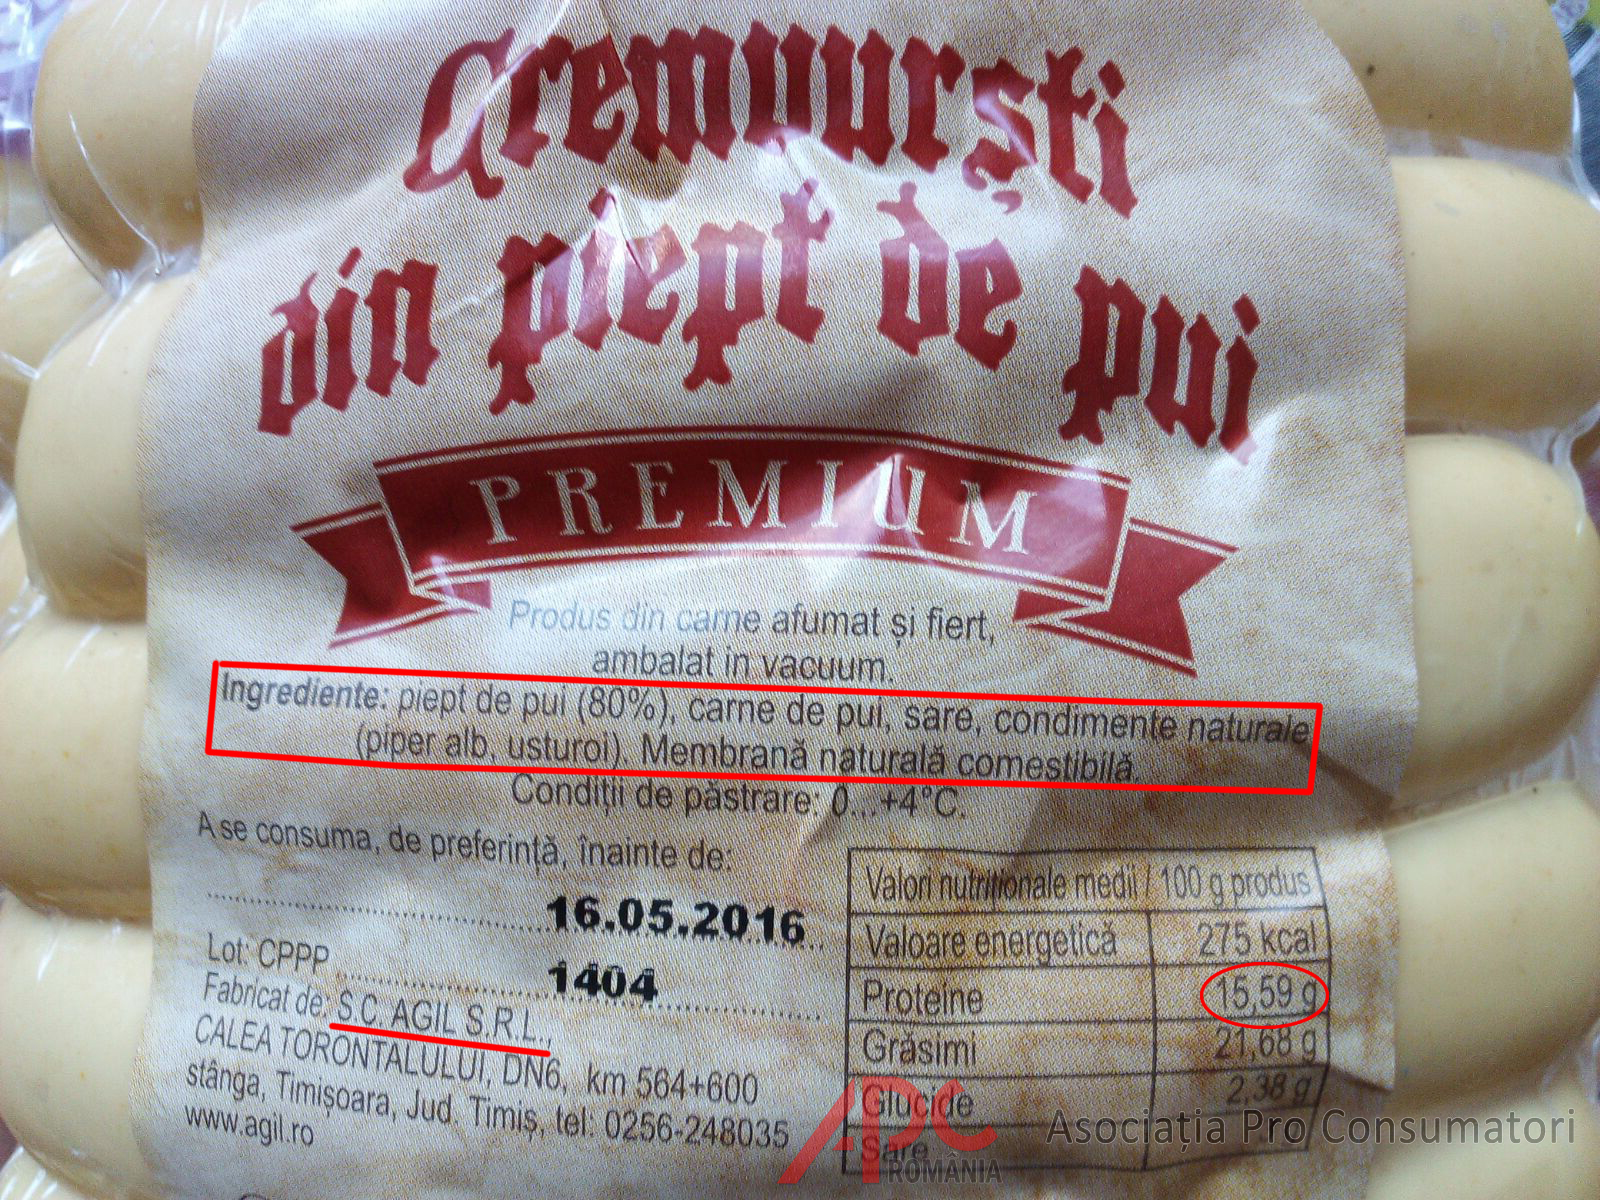 Cremvurști
din piept de pui
PREMIUM
Produs din carne afumat și fiert,
ambalat in vacuum.
Ingrediente: piept de pui (80%), carne de pui, sare, condimente naturale
(piper alb, usturoi). Membrană naturală comestibilă.
Condiții de păstrare: 0...+4°C.
A se consuma, de preferință, înainte de:
16.05.2016
Lot: CPPP 1404
Fabricat de: S.C. AGIL S.R.L.,
CALEA TORONTALULUI, DN6, km 564+600
stânga, Timișoara, Jud. Timiș, tel: 0256-248035
www.agil.ro
Valori nutriționale medii / 100 g produs
Valoare energetică 275 kcal
Proteine 15,59 g
Grăsimi 21,68 g
Glucide 2,38 g
Sare
APC ROMÂNIA
Asociația Pro Consumatori